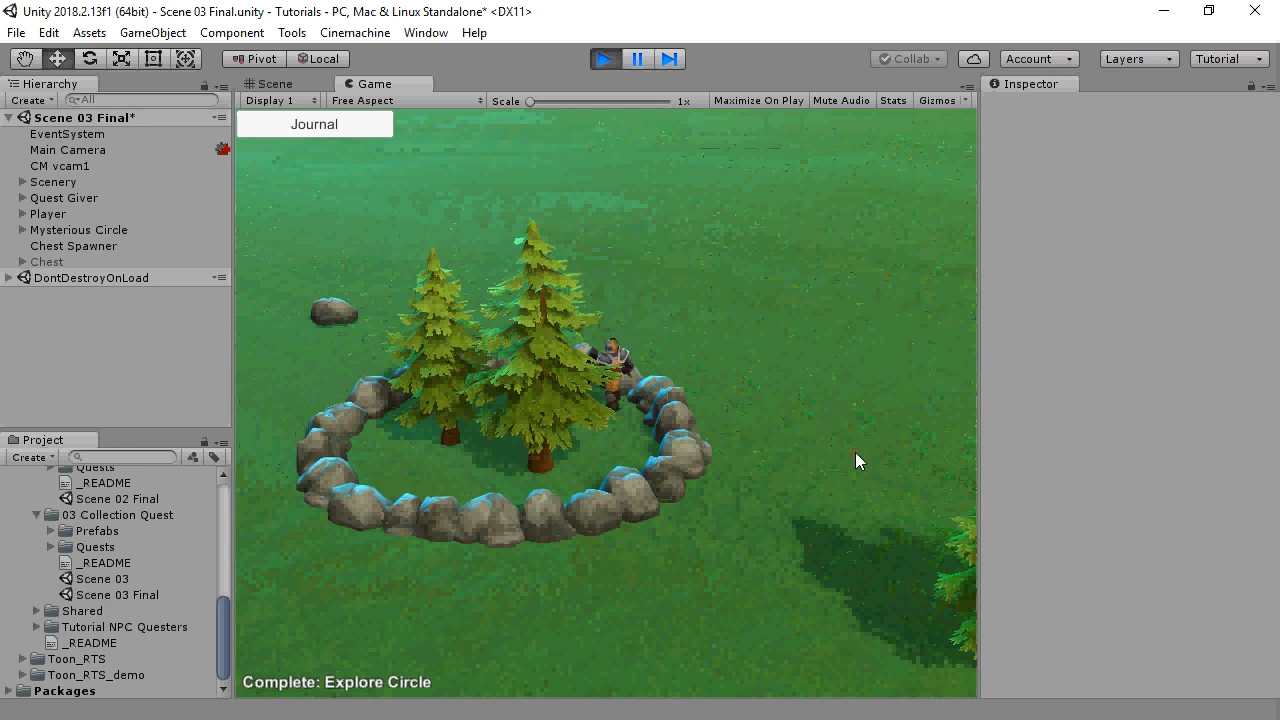 Unity 2018.2.13f1 (64bit) - Scene 03 Final.unity - Tutorials - PC, Mac & Linux Standalone* <DX11>
File Edit Assets GameObject Component Tools Cinemachine Window Help
Pivot Local Collab Account Layers Tutorial
Hierarchy
Create All
Scene 03 Final*
EventSystem
Main Camera
CM vcam1
Scenery
Quest Giver
Player
Mysterious Circle
Chest Spawner
Chest
DontDestroyOnLoad
Project
Create
Quests
_README
Scene 02 Final
03 Collection Quest
Prefabs
Quests
_README
Scene 03
Scene 03 Final
Shared
Tutorial NPC Questers
_README
Toon_RTS
Toon_RTS_demo
Packages
Scene Game
Display 1 Free Aspect Scale 1x Maximize On Play Mute Audio Stats Gizmos
Journal
Complete: Explore Circle
Inspector